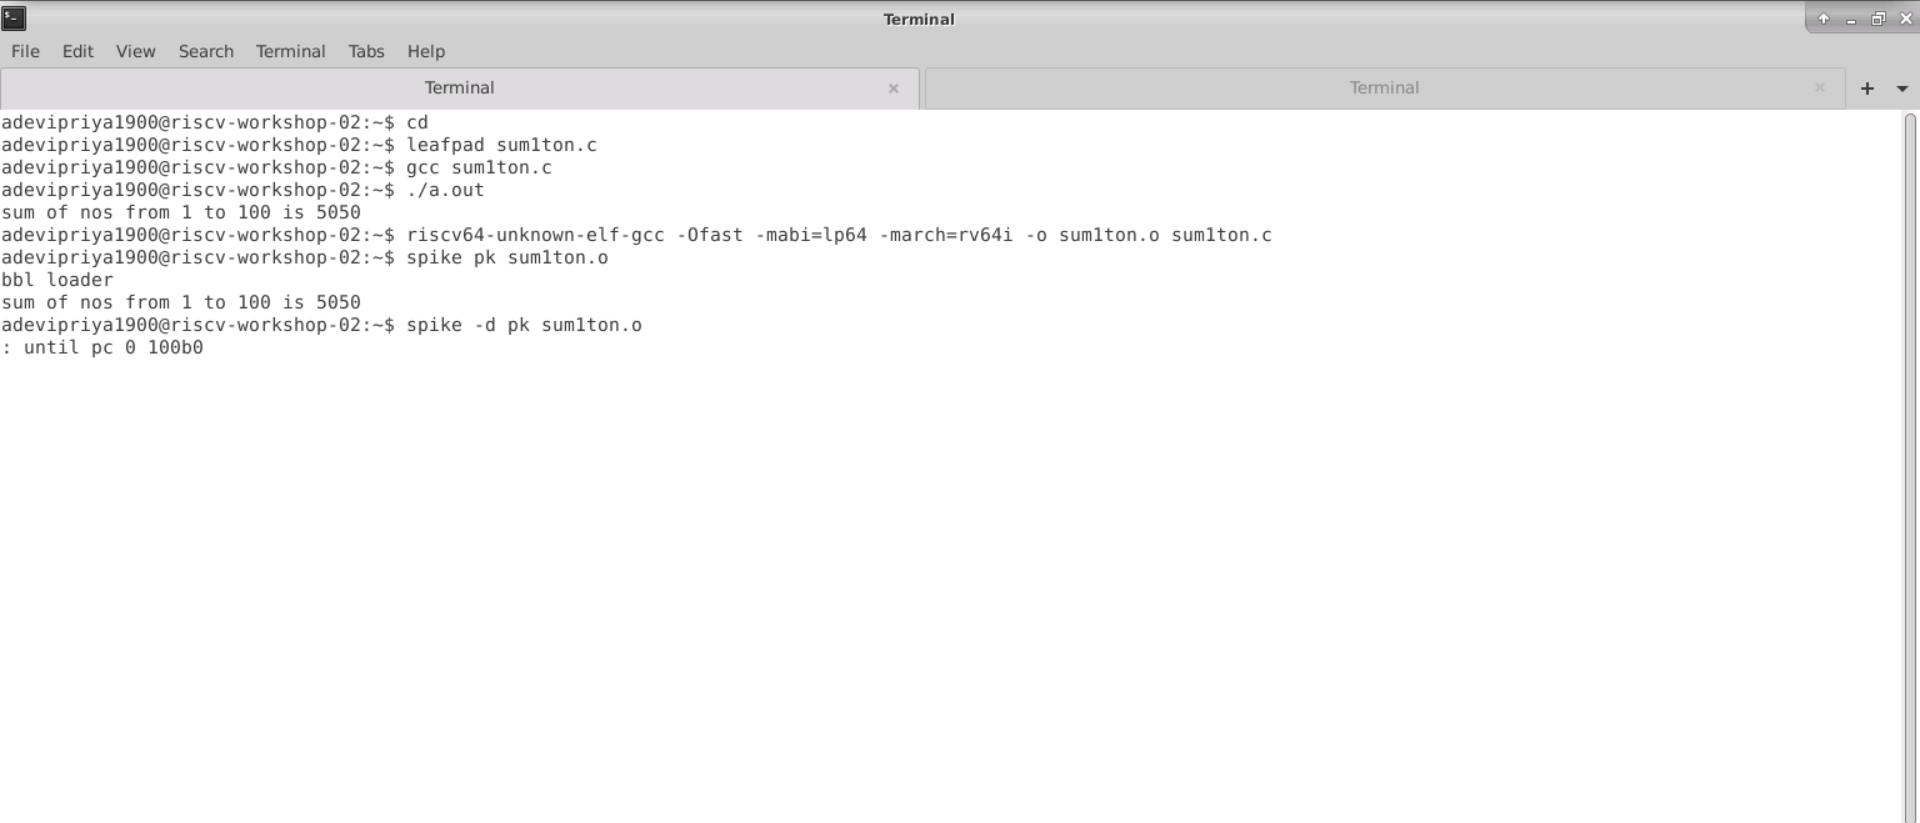 Terminal
File Edit View Search Terminal Tabs Help
Terminal Terminal
adevipriya1900@riscv-workshop-02:~$ cd
adevipriya1900@riscv-workshop-02:~$ leafpad sum1ton.c
adevipriya1900@riscv-workshop-02:~$ gcc sum1ton.c
adevipriya1900@riscv-workshop-02:~$ ./a.out
sum of nos from 1 to 100 is 5050
adevipriya1900@riscv-workshop-02:~$ riscv64-unknown-elf-gcc -Ofast -mabi=lp64 -march=rv64i -o sum1ton.o sum1ton.c
adevipriya1900@riscv-workshop-02:~$ spike pk sum1ton.o
bbl loader
sum of nos from 1 to 100 is 5050
adevipriya1900@riscv-workshop-02:~$ spike -d pk sum1ton.o
: until pc 0 100b0